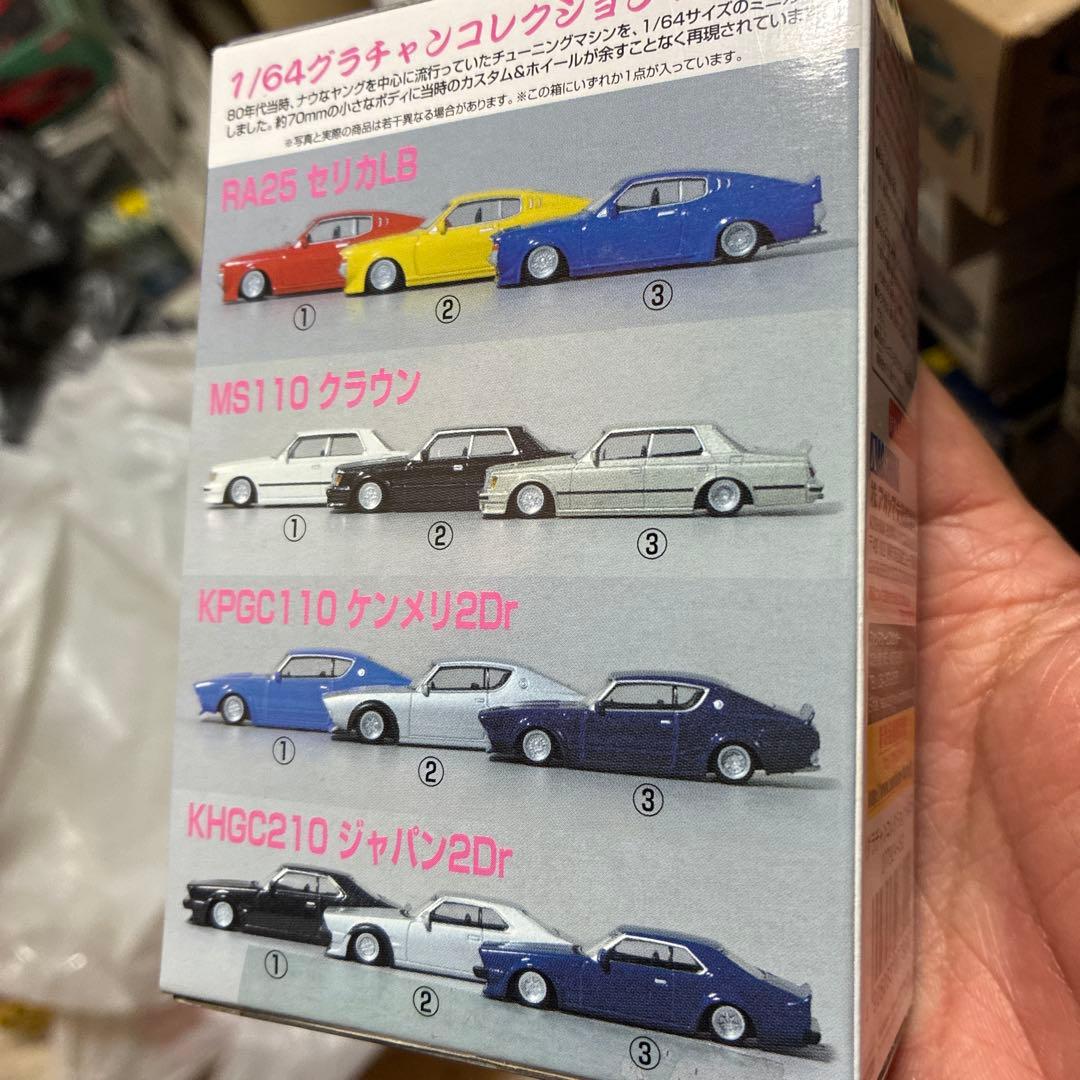 1/64グラチャンコレクション
80年代当時、ナウなヤングを中心に流行っていたチューニングマシンを、1/64サイズのミニカ
しました。約70mmの小さなボディに当時のカスタム&ホイールが余すことなく再現されていま
※写真と実際の商品は若干異なる場合があります。※この箱にいずれか1点が入っています。
RA25 セリカLB
① ② ③
MS110 クラウン
① ② ③
KPGC110 ケンメリ2Dr
① ② ③
KHGC210 ジャパン2Dr
① ② ③